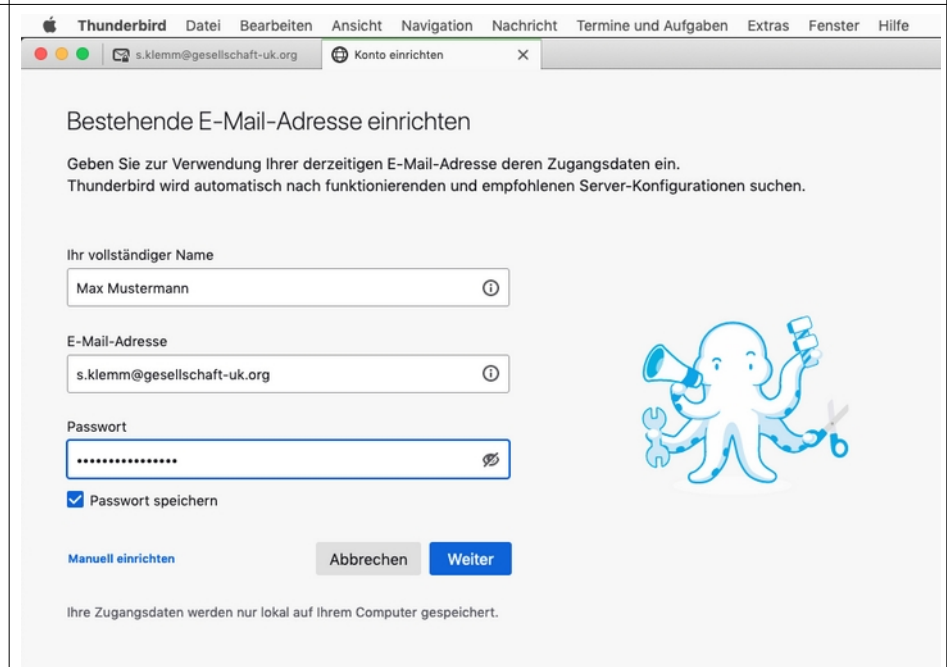 Thunderbird Datei Bearbeiten Ansicht Navigation Nachricht Termine und Aufgaben Extras Fenster Hilfe
s.klemm@gesellschaft-uk.org Konto einrichten
Bestehende E-Mail-Adresse einrichten
Geben Sie zur Verwendung Ihrer derzeitigen E-Mail-Adresse deren Zugangsdaten ein.
Thunderbird wird automatisch nach funktionierenden und empfohlenen Server-Konfigurationen suchen.
Ihr vollständiger Name
Max Mustermann
E-Mail-Adresse
s.klemm@gesellschaft-uk.org
Passwort
••••••••••••••••
Passwort speichern
Manuell einrichten Abbrechen Weiter
Ihre Zugangsdaten werden nur lokal auf Ihrem Computer gespeichert.